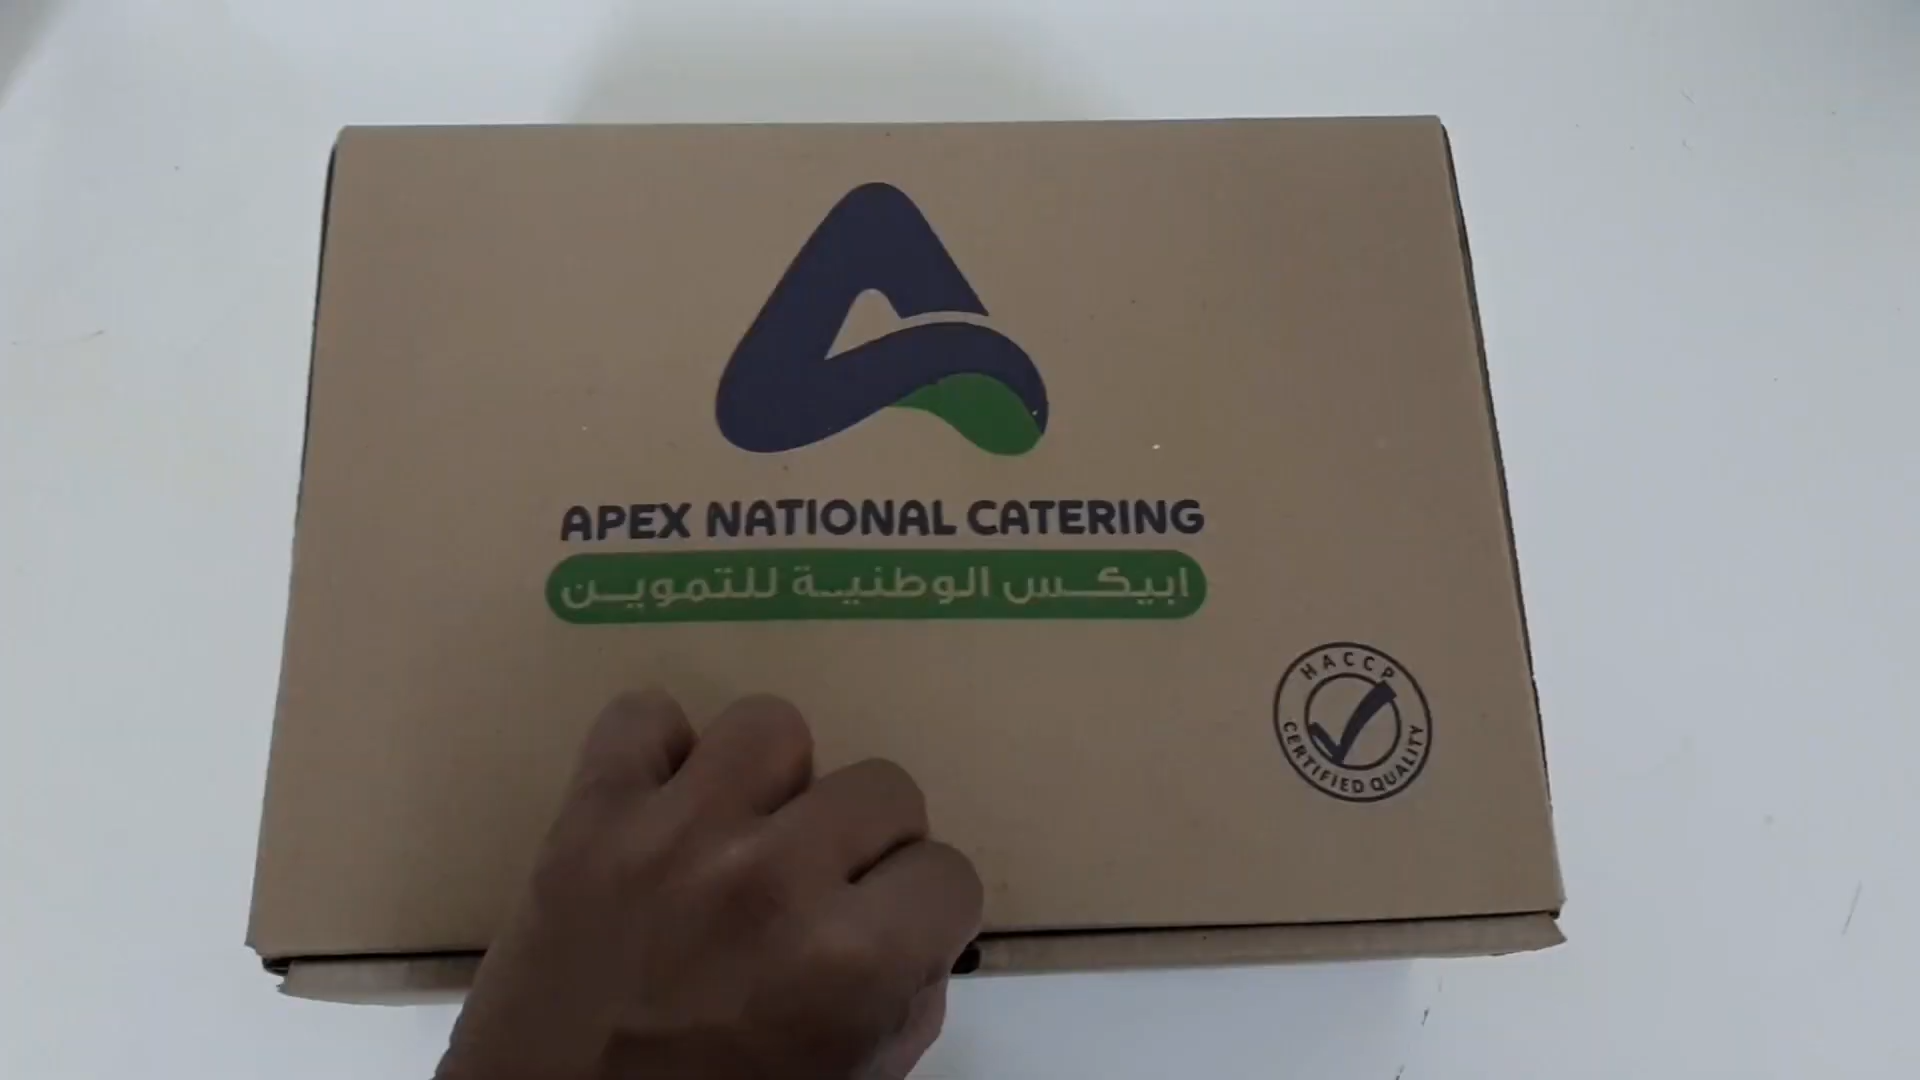 APEX NATIONAL CATERING
ابيكس الوطنية للتموين
HACCP
CERTIFIED QUALITY